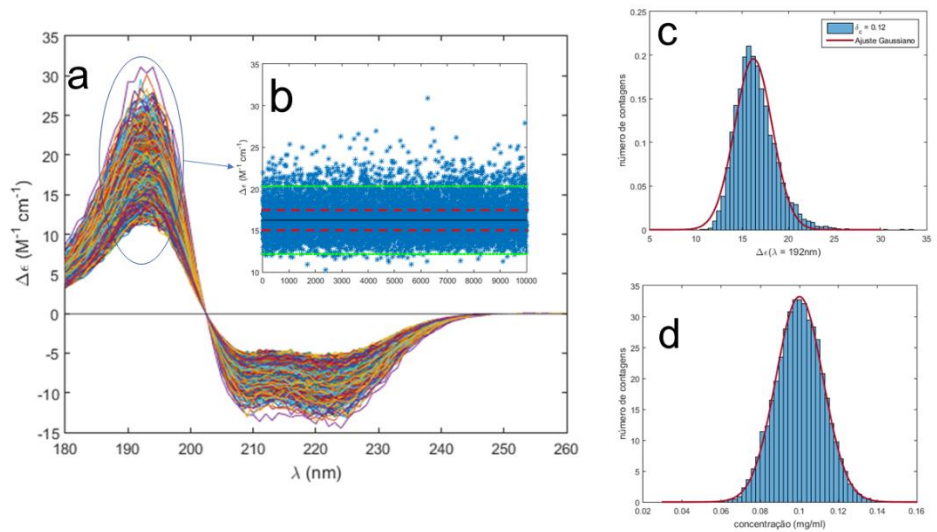 a
35
30
25
20
15
10
5
0
-5
-10
-15
Δϵ (M⁻¹ cm⁻¹)
180 190 200 210 220 230 240 250 260
λ (nm)
b
35
30
25
20
15
10
Δϵ (M⁻¹ cm⁻¹)
0 1000 2000 3000 4000 5000 6000 7000 8000 9000 10000
c
δc = 0.12
Ajuste Gaussiano
0.25
0.2
0.15
0.1
0.05
0
número de contagens
5 10 15 20 25 30 35
Δϵ(λ = 192nm)
d
35
30
25
20
15
10
5
0
número de contagens
0.02 0.04 0.06 0.08 0.1 0.12 0.14 0.16
concentração (mg/ml)